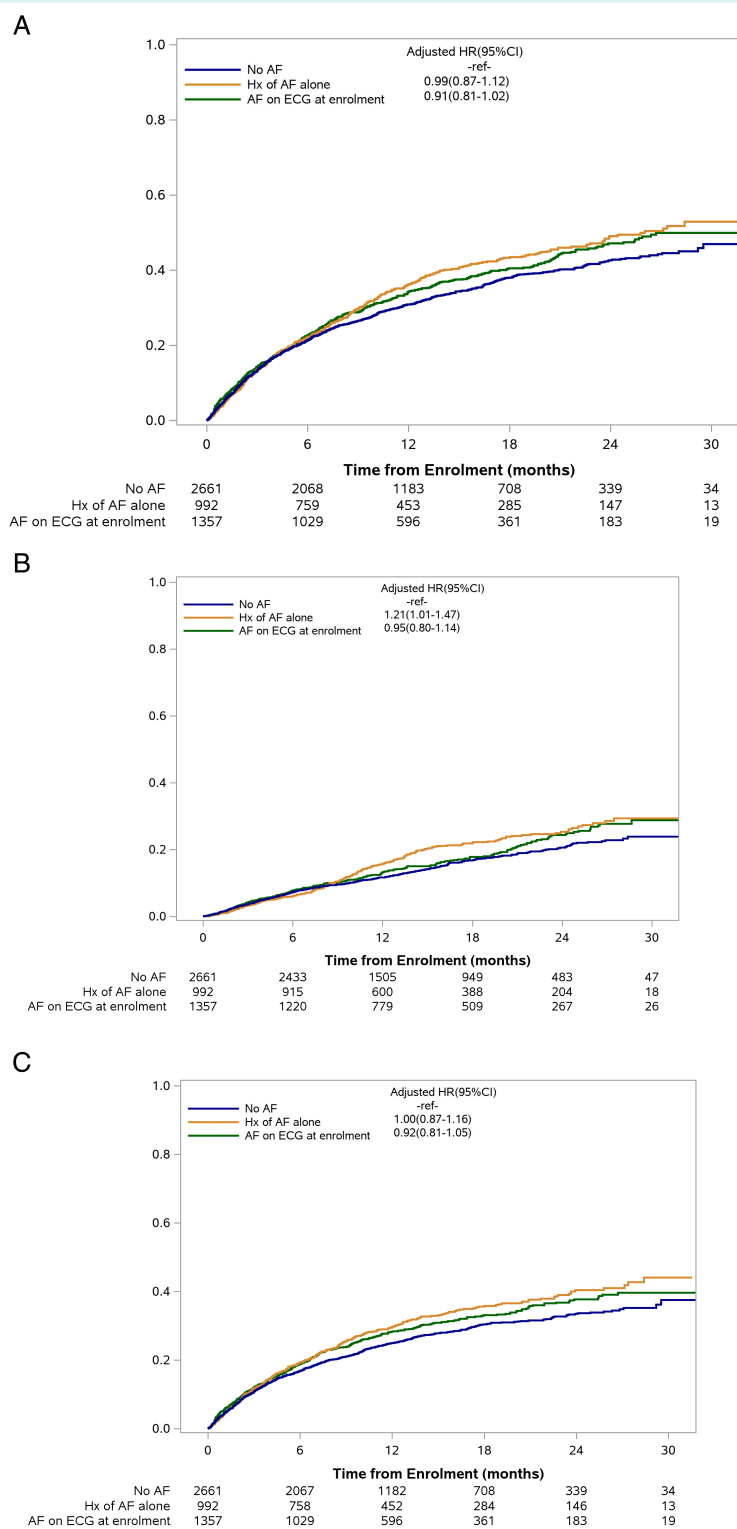 A
1.0
Adjusted HR(95%CI)
No AF -ref-
Hx of AF alone 0.99(0.87-1.12)
AF on ECG at enrolment 0.91(0.81-1.02)
0.8
0.6
0.4
0.2
0.0
0 6 12 18 24 30
Time from Enrolment (months)
No AF 2661 2068 1183 708 339 34
Hx of AF alone 992 759 453 285 147 13
AF on ECG at enrolment 1357 1029 596 361 183 19
B
1.0
Adjusted HR(95%CI)
No AF -ref-
Hx of AF alone 1.21(1.01-1.47)
AF on ECG at enrolment 0.95(0.80-1.14)
0.8
0.6
0.4
0.2
0.0
0 6 12 18 24 30
Time from Enrolment (months)
No AF 2661 2433 1505 949 483 47
Hx of AF alone 992 915 600 388 204 18
AF on ECG at enrolment 1357 1220 779 509 267 26
C
1.0
Adjusted HR(95%CI)
No AF -ref-
Hx of AF alone 1.00(0.87-1.16)
AF on ECG at enrolment 0.92(0.81-1.05)
0.8
0.6
0.4
0.2
0.0
0 6 12 18 24 30
Time from Enrolment (months)
No AF 2661 2067 1182 708 339 34
Hx of AF alone 992 758 452 284 146 13
AF on ECG at enrolment 1357 1029 596 361 183 19